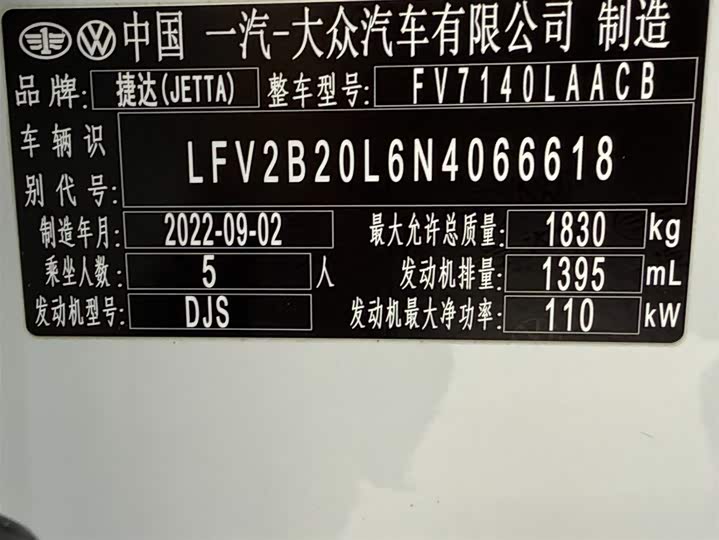 中国 一汽-大众汽车有限公司 制造
品牌: 捷达(JETTA) 整车型号: FV7140LAACB
车辆识别代号: LFV2B20L6N4066618
制造年月: 2022-09-02 最大允许总质量: 1830 kg
乘坐人数: 5 人 发动机排量: 1395 mL
发动机型号: DJS 发动机最大净功率: 110 kW